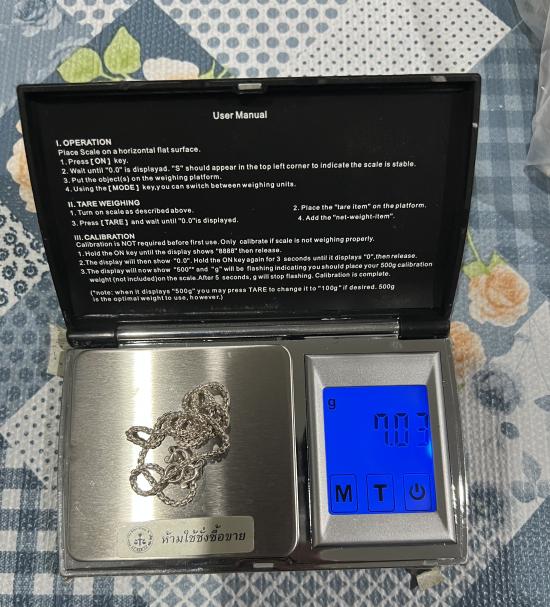 User Manual
I. OPERATION
Place Scale on a horizontal flat surface.
1. Press [ON] key.
2. Wait until "0.0" is displayad. "S" should appear in the top left corner to indicate the scale is stable.
3. Put the object(s) on the weighing platform.
4. Using the [MODE] key, you can switch between weighing units.
II. TARE WEIGHING
1. Turn on scale as described above.
2. Place the "tare item" on the platform.
3. Press [TARE] and wait until "0.0" is displayed.
4. Add the "net-weight-item".
III. CALIBRATION
Calibration is NOT required before first use. Only calibrate if scale is not weighing properly.
1. Hold the ON key until the display shows "8888" then release.
2. The display will then show "0.0". Hold the ON key again for 3 seconds until it displays "0", then release.
3. The display will now show "500"* and "g" will be flashing indicating you should place your 500g calibration
weight (not included) on the scale. After 5 seconds, g will stop flashing. Calibration is complete.
(*note: when it displays "500g" you may press TARE to change it to "100g" if desired. 500g
is the optimal weight to use, however.)
g
7.03
M T
ห้ามใช้ชั่งซื้อขาย